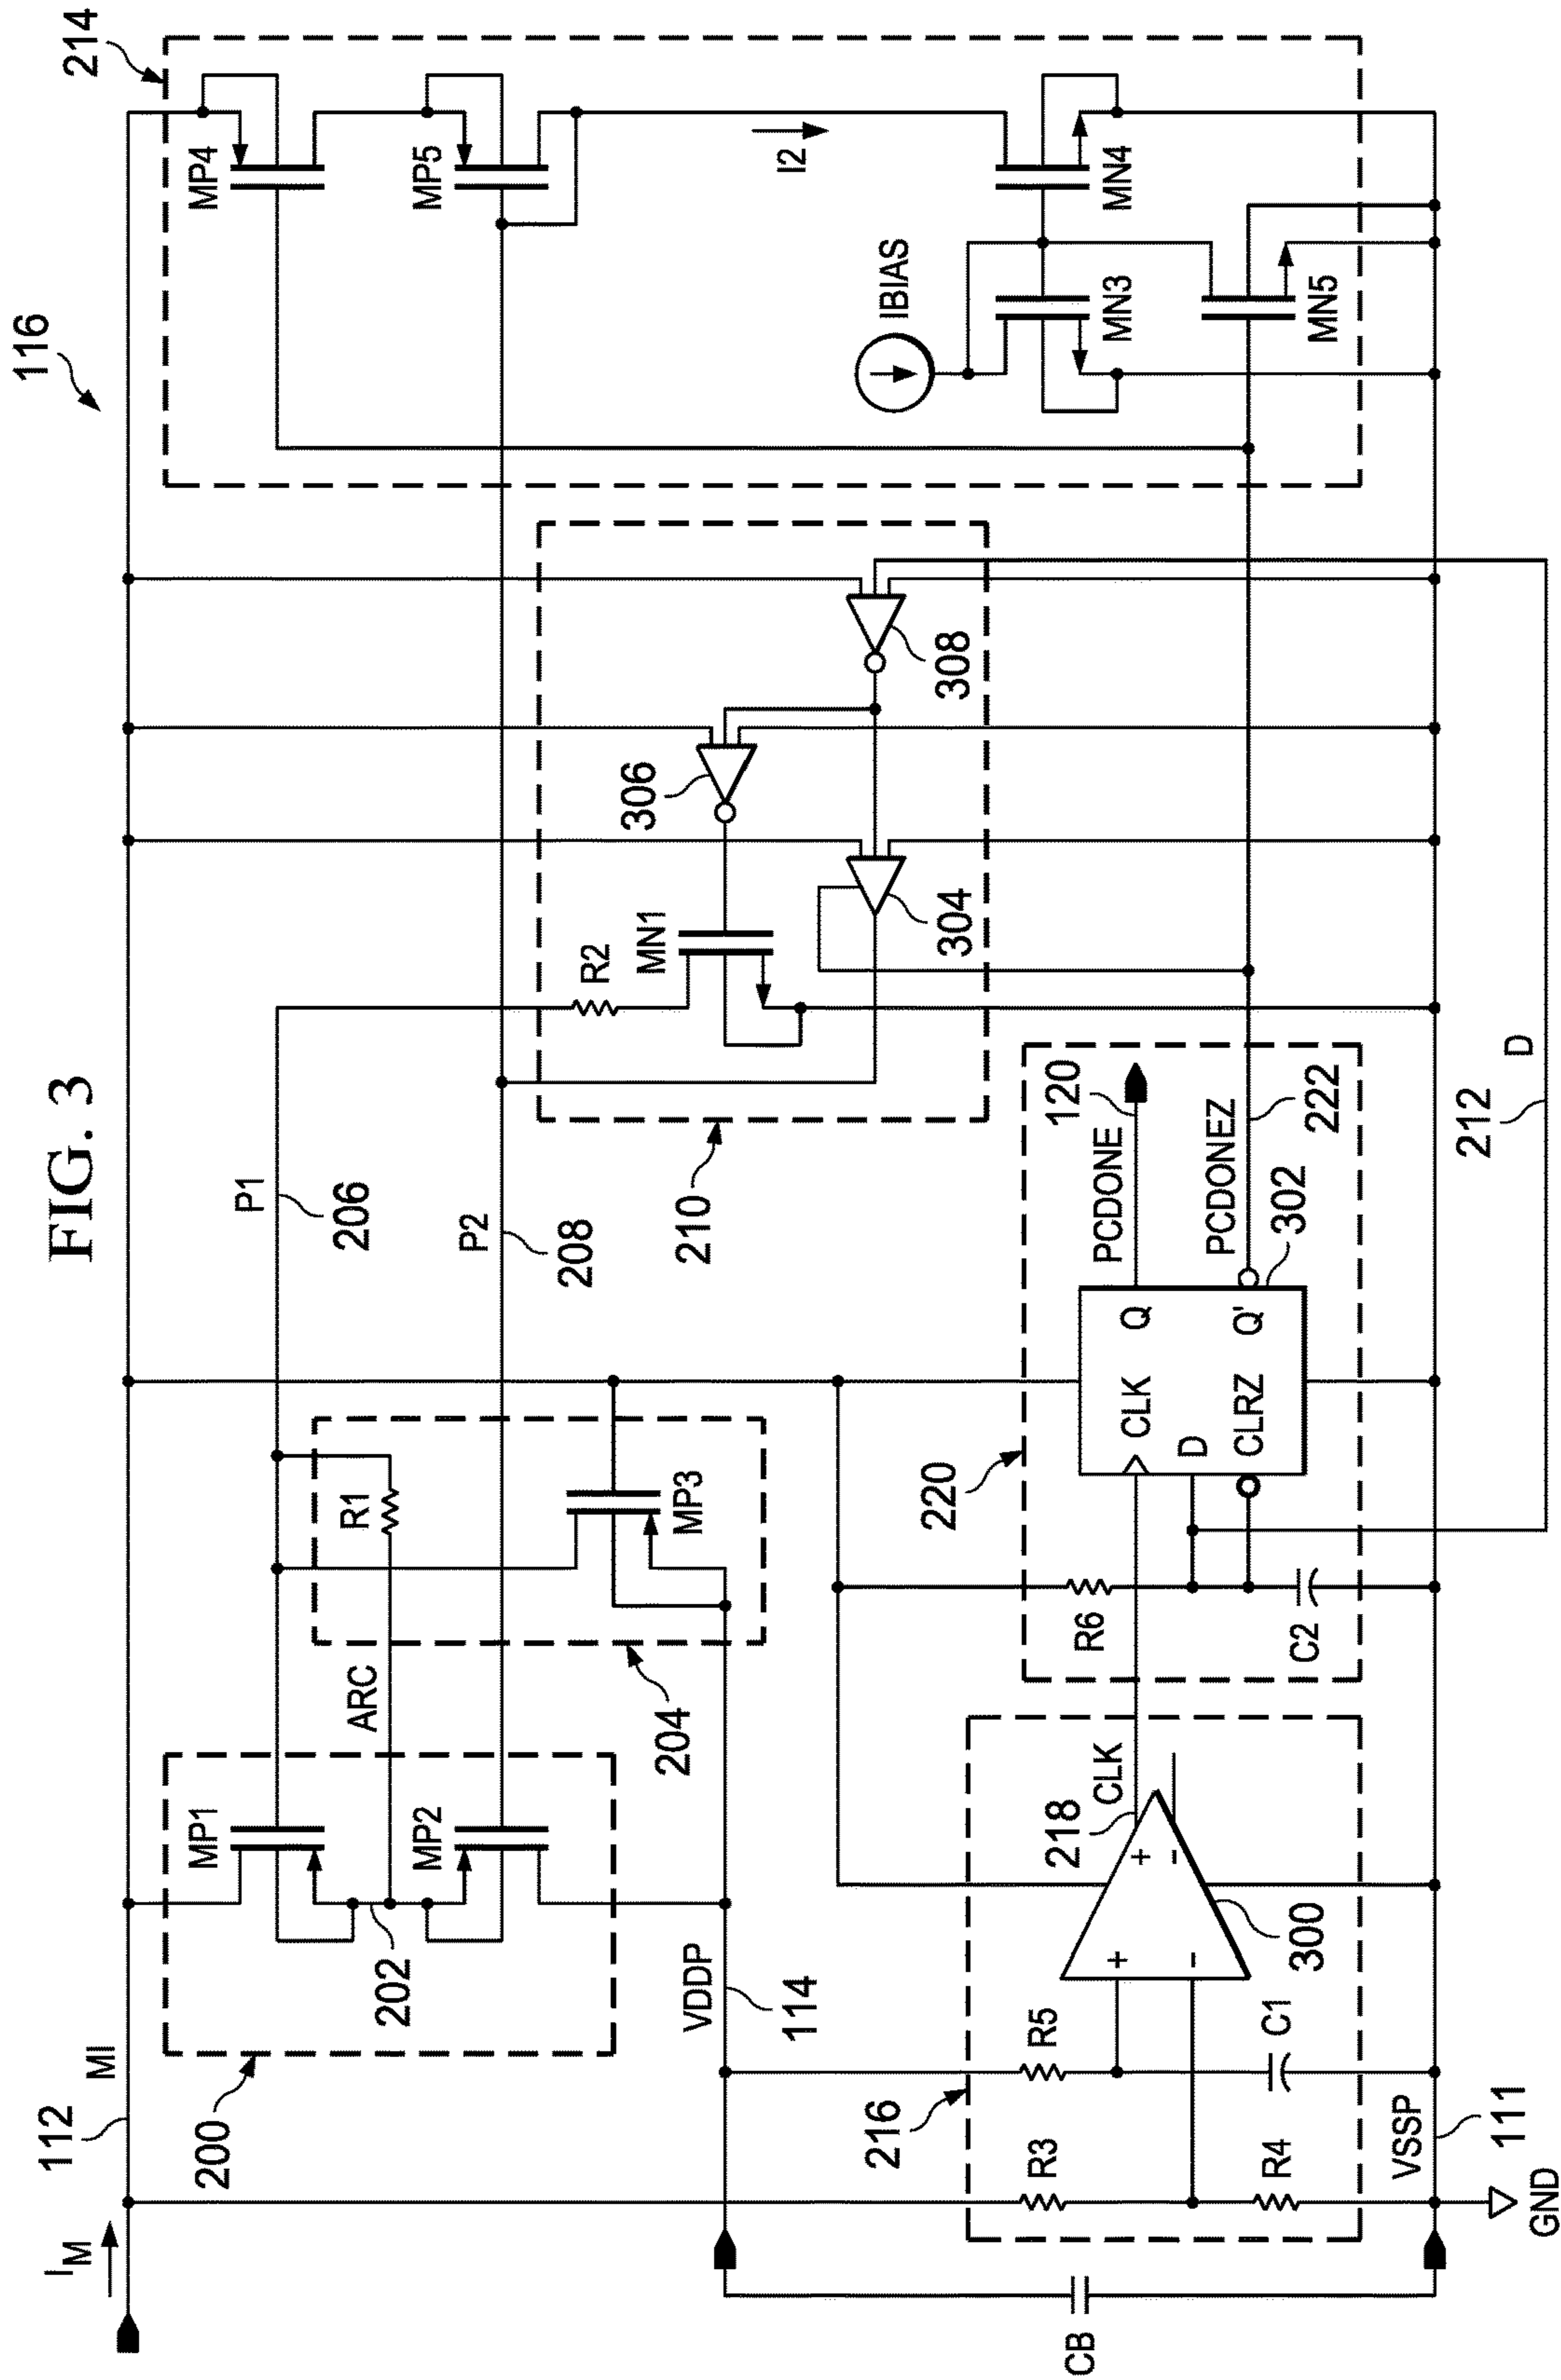 FIG. 3
116
214
112
MI
I_M
200
MP1
MP2
202
ARC
204
R1
MP3
P1
206
P2
208
210
R2
MN1
306
304
308
MP4
MP5
I2
IBIAS
MN3
MN4
MN5
VDDP
114
216
R3
R4
R5
C1
+
-
+
-
300
218
CLK
220
R6
C2
CLK
D
CLRZ
Q
Q'
302
PCDONE
120
PCDONEZ
222
212
D
CB
VSSP
111
GND